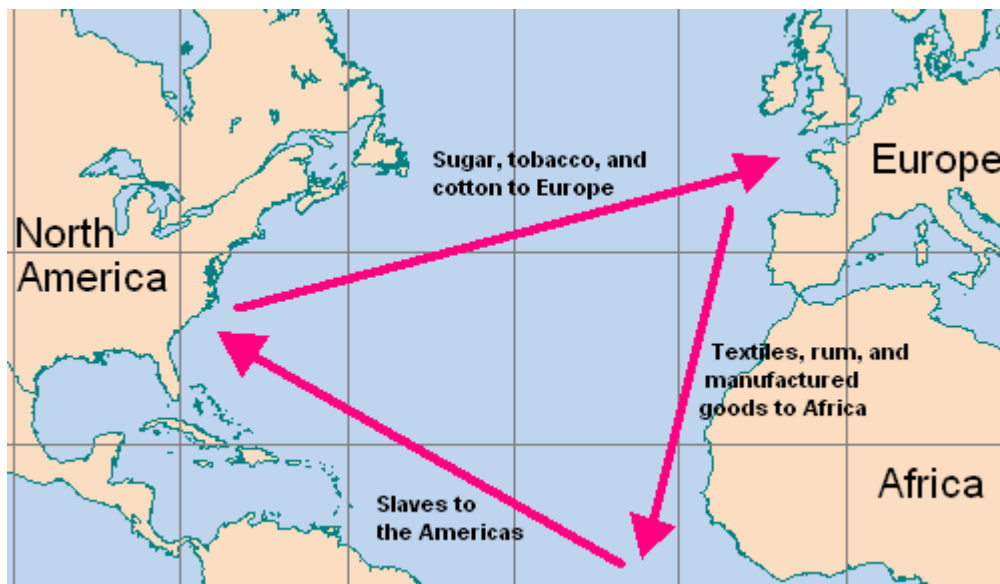 Sugar, tobacco, and
cotton to Europe
Europe
North
America
Textiles, rum, and
manufactured
goods to Africa
Africa
Slaves to
the Americas